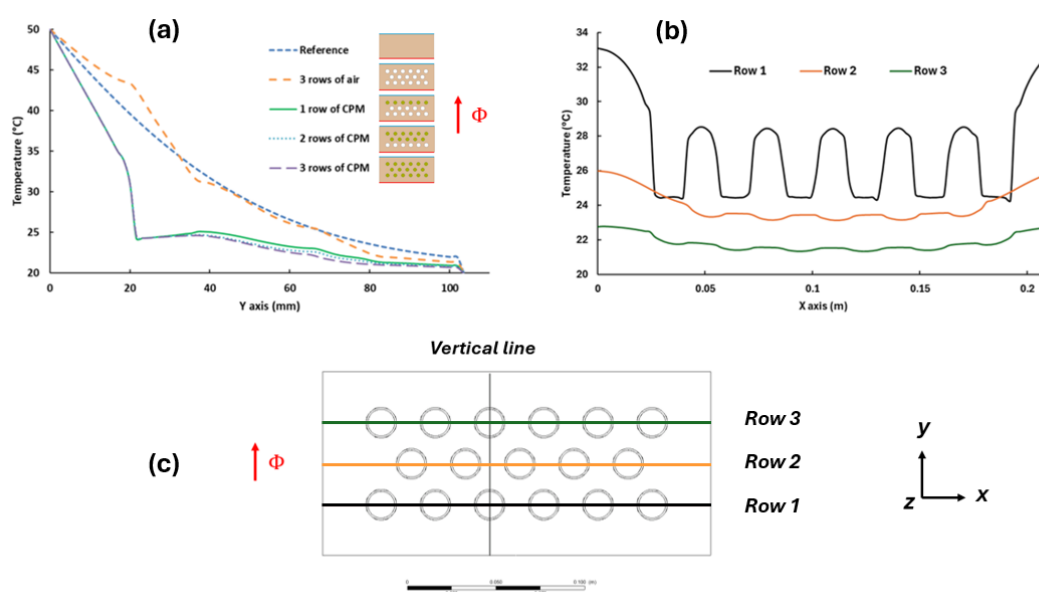 (a)
50
45
40
35
30
25
20
0
20
40
60
80
100
Temperature (°C)
Y axis (mm)
Reference
3 rows of air
1 row of CPM
2 rows of CPM
3 rows of CPM
Φ
(b)
34
32
30
28
26
24
22
20
0
0.05
0.1
0.15
0.2
Temperature (°C)
X axis (m)
Row 1
Row 2
Row 3
Vertical line
(c)
Φ
Row 3
Row 2
Row 1
y
z
x
0
0.100 (m)